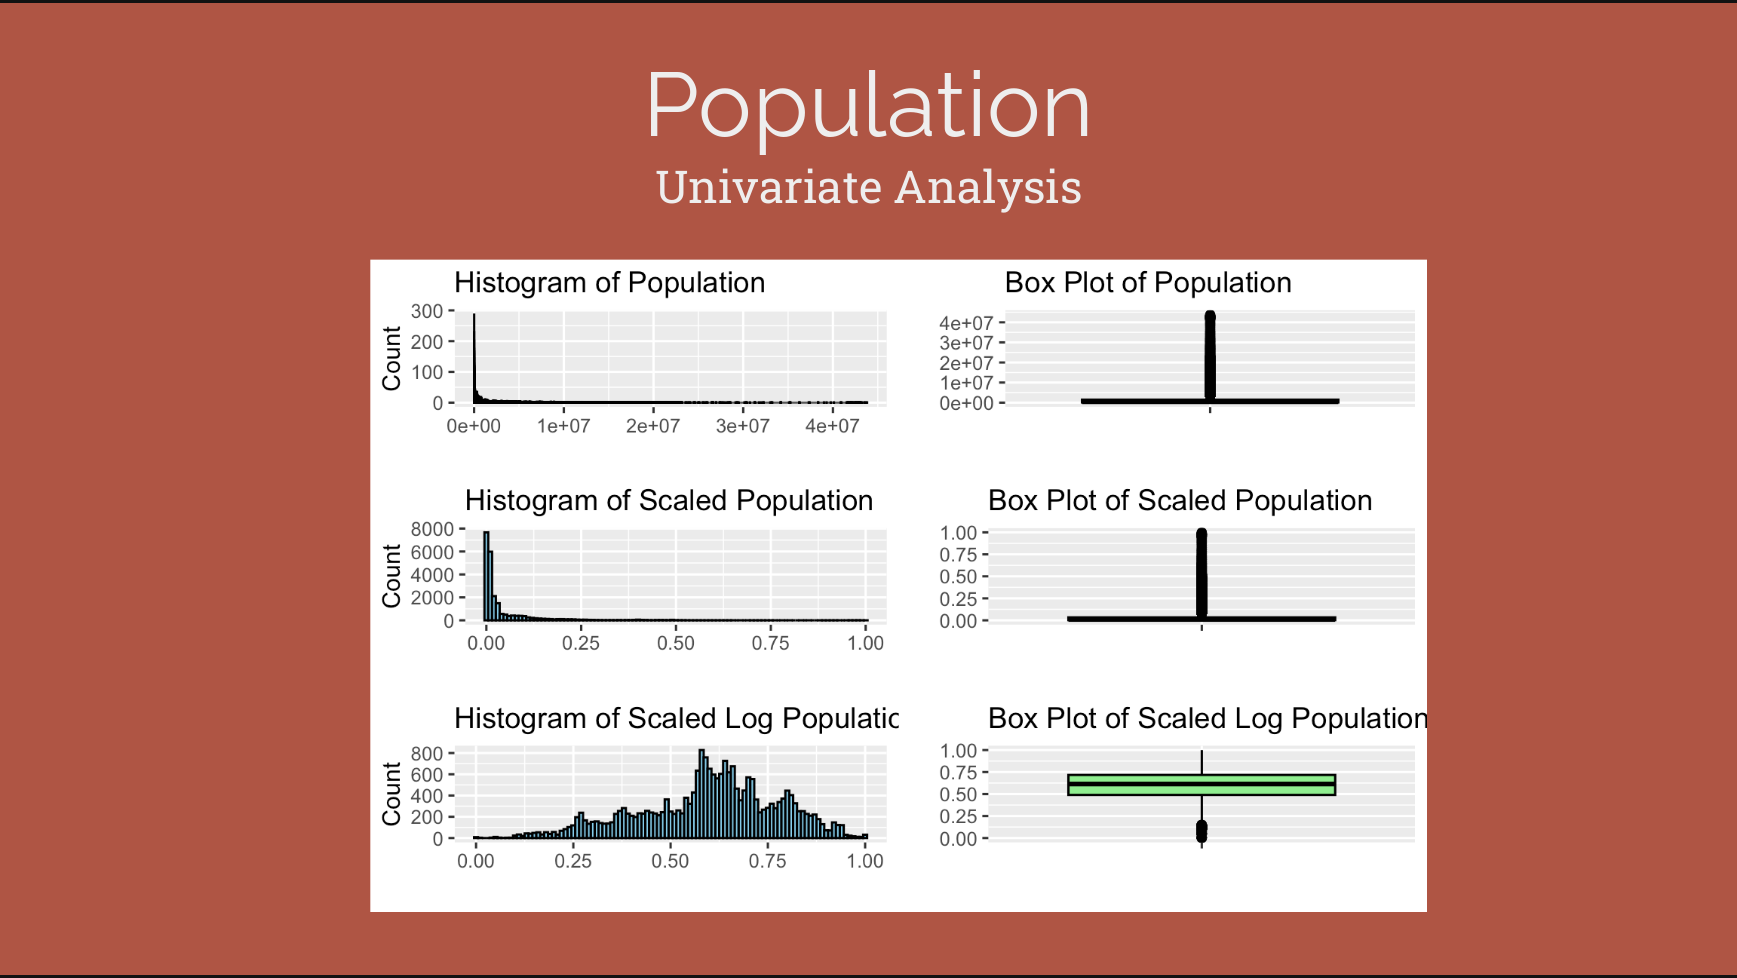 Population
Univariate Analysis
Histogram of Population
Count
300
200
100
0
0e+00 1e+07 2e+07 3e+07 4e+07
Box Plot of Population
4e+07
3e+07
2e+07
1e+07
0e+00
Histogram of Scaled Population
Count
8000
6000
4000
2000
0
0.00 0.25 0.50 0.75 1.00
Box Plot of Scaled Population
1.00
0.75
0.50
0.25
0.00
Histogram of Scaled Log Populatic
Count
800
600
400
200
0
0.00 0.25 0.50 0.75 1.00
Box Plot of Scaled Log Population
1.00
0.75
0.50
0.25
0.00